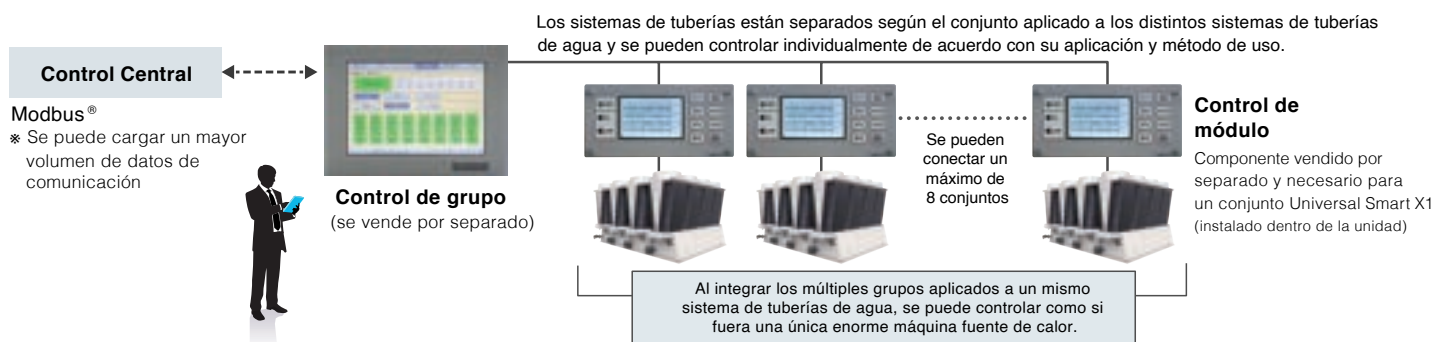 Los sistemas de tuberías están separados según el conjunto aplicado a los distintos sistemas de tuberías
de agua y se pueden controlar individualmente de acuerdo con su aplicación y método de uso.
Control Central
Modbus®
※ Se puede cargar un mayor
volumen de datos de
comunicación
Control de grupo
(se vende por separado)
Se pueden
conectar un
máximo de
8 conjuntos
Control de
módulo
Componente vendido por
separado y necesario para
un conjunto Universal Smart X1
(instalado dentro de la unidad)
Al integrar los múltiples grupos aplicados a un mismo
sistema de tuberías de agua, se puede controlar como si
fuera una única enorme máquina fuente de calor.